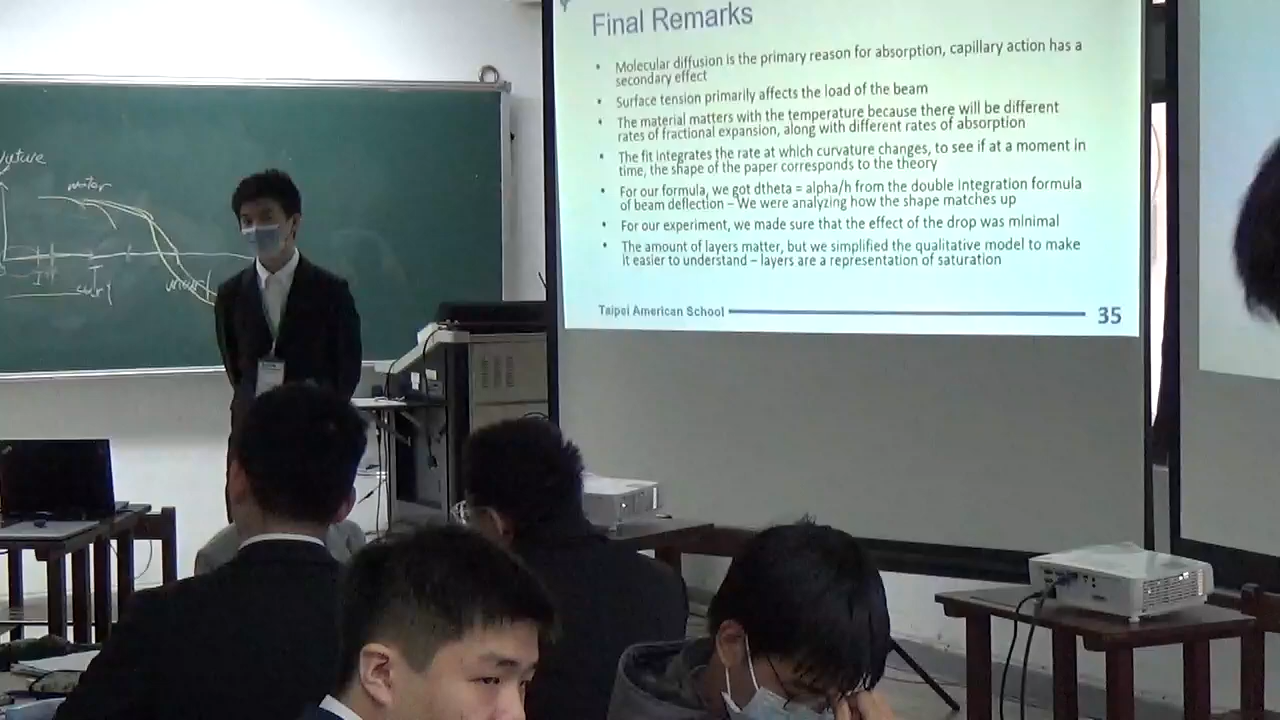 Final Remarks
• Molecular diffusion is the primary reason for absorption, capillary action has a
secondary effect
• Surface tension primarily affects the load of the beam
• The material matters with the temperature because there will be different
rates of fractional expansion, along with different rates of absorption
• The fit integrates the rate at which curvature changes, to see if at a moment in
time, the shape of the paper corresponds to the theory
• For our formula, we got dtheta = alpha/h from the double integration formula
of beam deflection – We were analyzing how the shape matches up
• For our experiment, we made sure that the effect of the drop was minimal
• The amount of layers matter, but we simplified the qualitative model to make
it easier to understand – layers are a representation of saturation
Taipei American School
35
water
curl